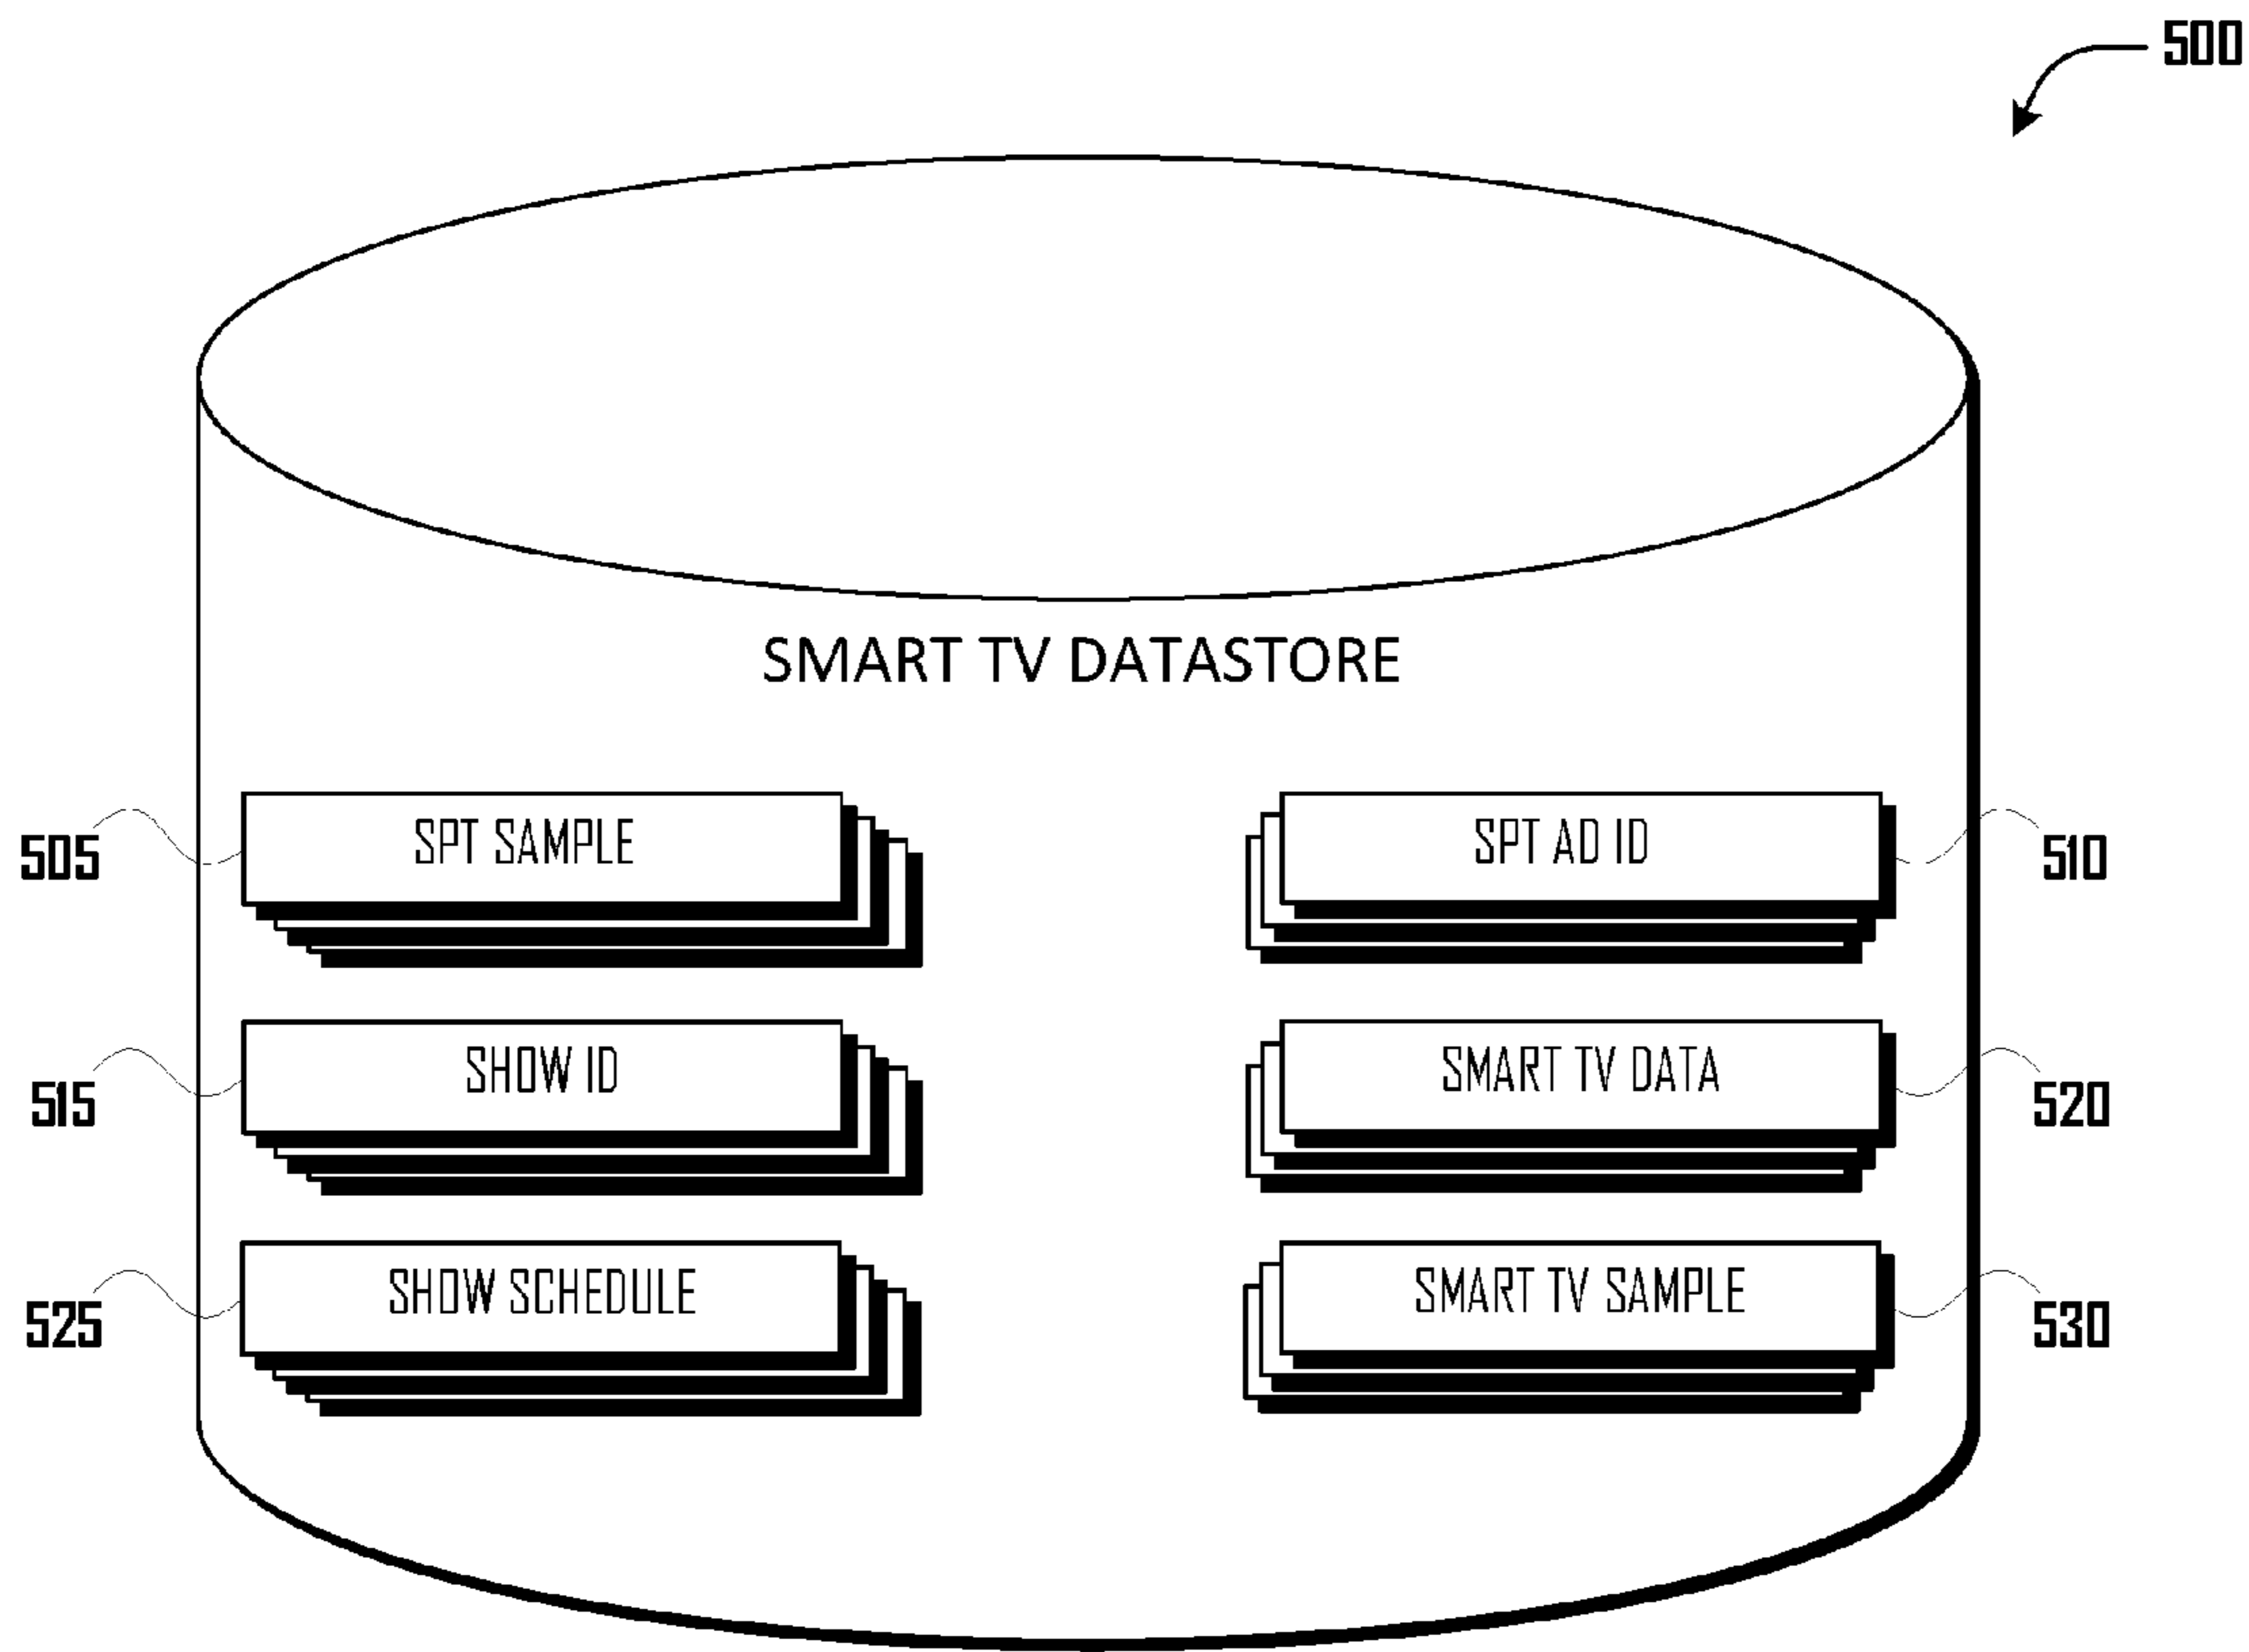 500
SMART TV DATASTORE
505 SPT SAMPLE SPT AD ID 510
515 SHOW ID SMART TV DATA 520
525 SHOW SCHEDULE SMART TV SAMPLE 530